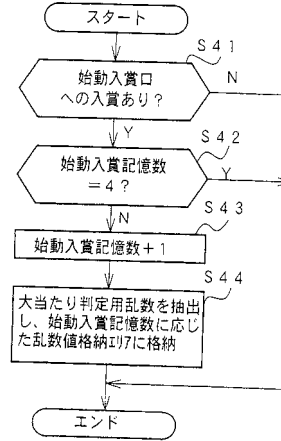 スタート
S41
始動入賞口
への入賞あり?
N
Y
S42
始動入賞記憶数
=4?
Y
N
S43
始動入賞記憶数+1
S44
大当たり判定用乱数を抽出
し、始動入賞記憶数に応じ
た乱数値格納エリアに格納
エンド